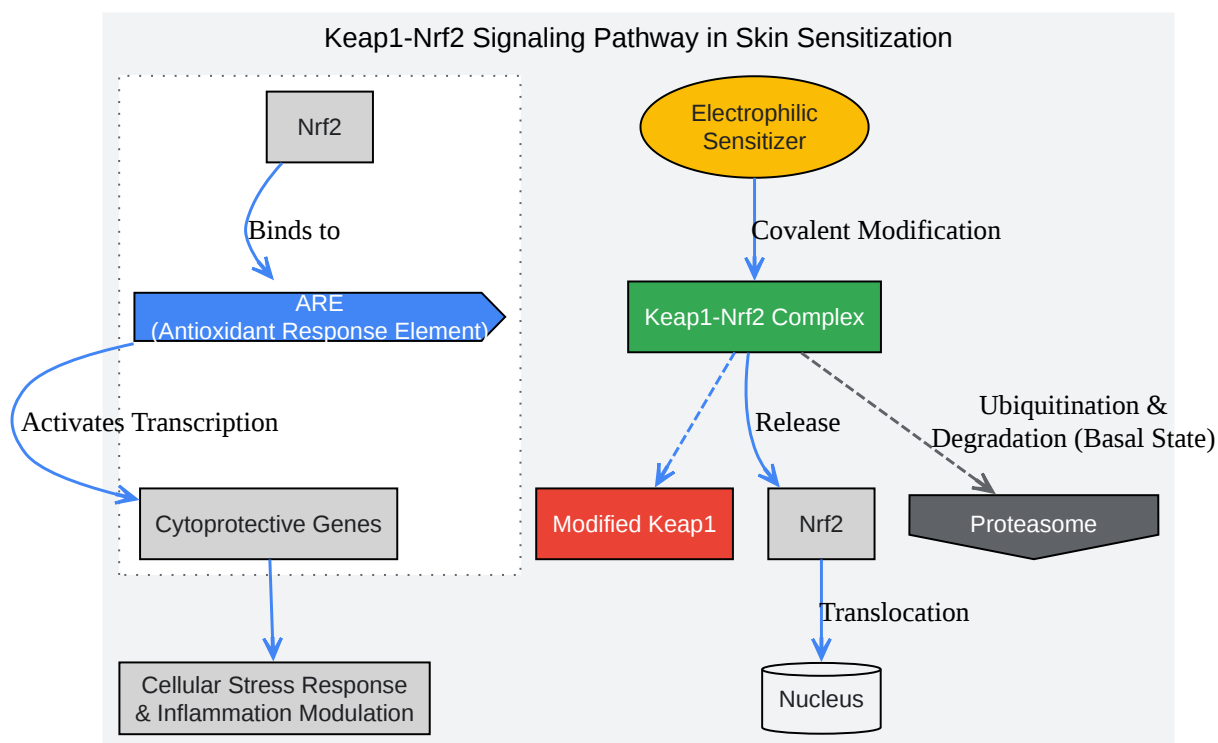 Keap1-Nrf2 Signaling Pathway in Skin Sensitization
Nrf2
Binds to
ARE
(Antioxidant Response Element)
Activates Transcription
Cytoprotective Genes
Cellular Stress Response
& Inflammation Modulation
Electrophilic
Sensitizer
Covalent Modification
Keap1-Nrf2 Complex
Release
Ubiquitination &
Degradation (Basal State)
Modified Keap1
Nrf2
Proteasome
Translocation
Nucleus